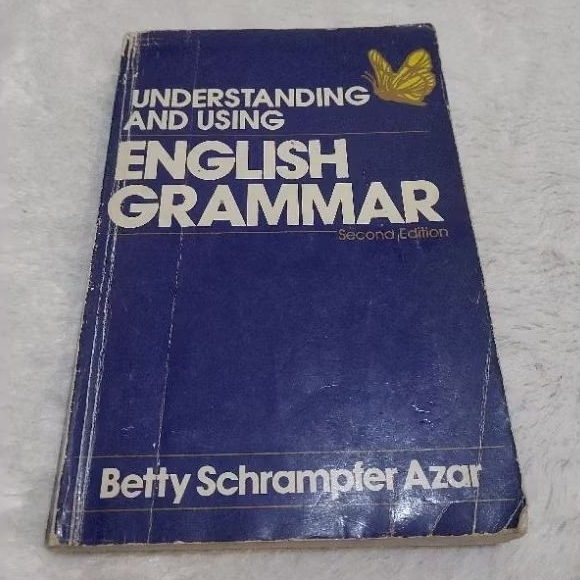 UNDERSTANDING
AND USING
ENGLISH
GRAMMAR
Second Edition
Betty Schrampfer Azar